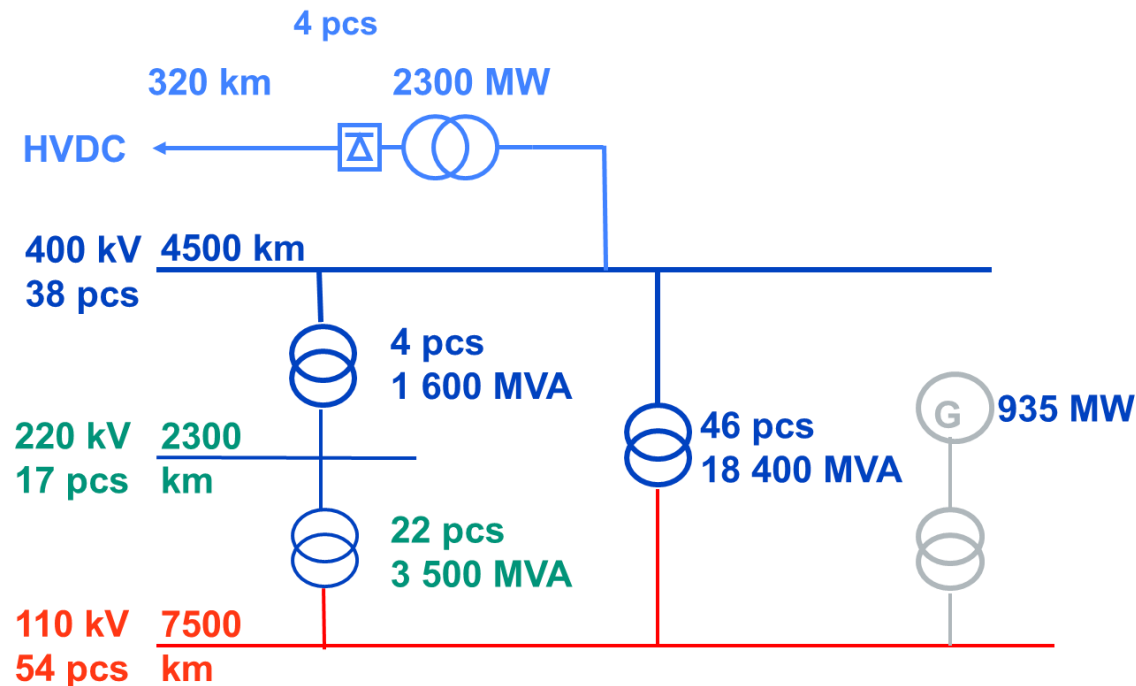 4 pcs
320 km
2300 MW
HVDC
400 kV
4500 km
38 pcs
4 pcs
1 600 MVA
G
935 MW
220 kV
2300
17 pcs
km
46 pcs
18 400 MVA
22 pcs
3 500 MVA
110 kV
7500
54 pcs
km